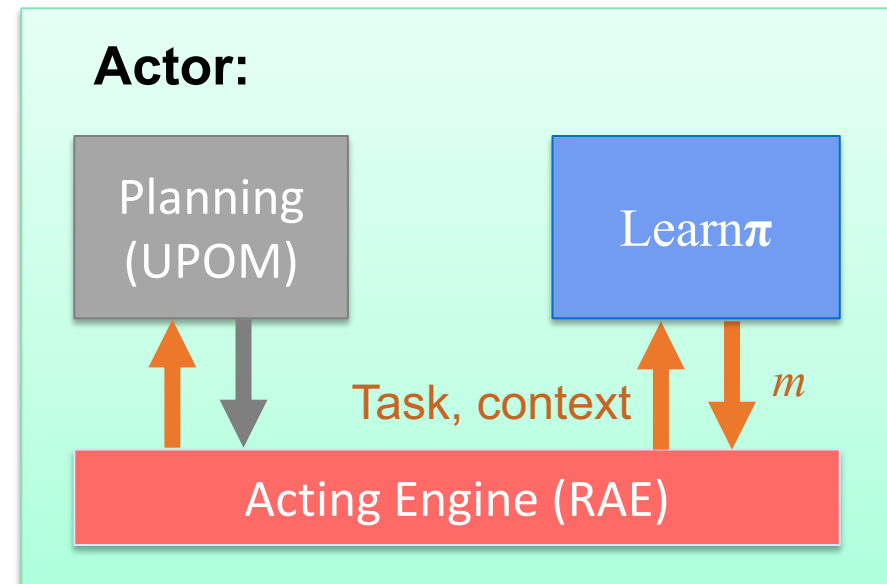 Actor:
Planning
(UPOM)
Learnπ
Task, context
m
Acting Engine (RAE)